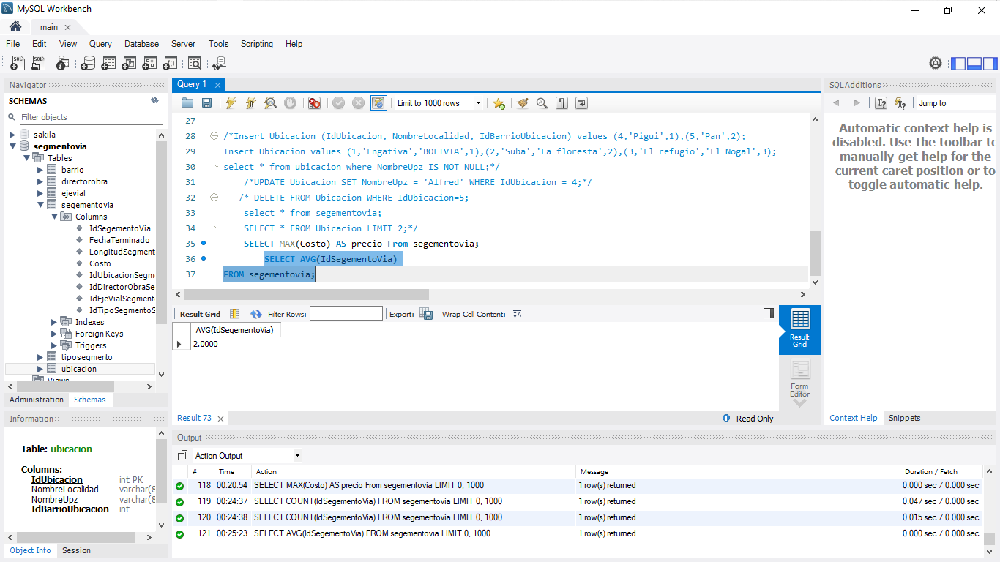 MySQL Workbench
main
File Edit View Query Database Server Tools Scripting Help
Navigator
SCHEMAS
Filter objects
sakila
segmentovia
Tables
barrio
directorobra
ejevial
segementovia
Columns
IdSegementoVia
FechaTerminado
LongitudSegment
Costo
IdUbicacionSegm
IdDirectorObraSe
IdEjeVialSegment
IdTipoSegmentoS
Indexes
Foreign Keys
Triggers
tiposegmento
ubicacion
Views
Administration Schemas
Information
Table: ubicacion
Columns:
IdUbicacion int PK
NombreLocalidad varchar(8
NombreUpz varchar(8
IdBarrioUbicacion int
Object Info Session
Query 1
Limit to 1000 rows
27
28 /*Insert Ubicacion (IdUbicacion, NombreLocalidad, IdBarrioUbicacion) values (4,'Pigui',1),(5,'Pan',2);
29 Insert Ubicacion values (1,'Engativa','BOLIVIA',1),(2,'Suba','La floresta',2),(3,'El refugio','El Nogal',3);
30 select * from ubicacion where NombreUpz IS NOT NULL;*/
31 /*UPDATE Ubicacion SET NombreUpz = 'Alfred' WHERE IdUbicacion = 4;*/
32 /* DELETE FROM Ubicacion WHERE IdUbicacion=5;
33 select * from segementovia;
34 SELECT * FROM Ubicacion LIMIT 2;*/
35 SELECT MAX(Costo) AS precio From segementovia;
36 SELECT AVG(IdSegementoVia)
37 FROM segementovia;
Result Grid Filter Rows: Export: Wrap Cell Content:
AVG(IdSegementoVia)
2.0000
Result Grid
Form Editor
Result 73
Read Only
Output
Action Output
# Time Action Message Duration / Fetch
118 00:20:54 SELECT MAX(Costo) AS precio From segementovia LIMIT 0, 1000 1 row(s) returned 0.000 sec / 0.000 sec
119 00:24:37 SELECT COUNT(IdSegementoVia) FROM segementovia LIMIT 0, 1000 1 row(s) returned 0.047 sec / 0.000 sec
120 00:24:38 SELECT COUNT(IdSegementoVia) FROM segementovia LIMIT 0, 1000 1 row(s) returned 0.015 sec / 0.000 sec
121 00:25:23 SELECT AVG(IdSegementoVia) FROM segementovia LIMIT 0, 1000 1 row(s) returned 0.000 sec / 0.000 sec
SQLAdditions
Jump to
Automatic context help is
disabled. Use the toolbar to
manually get help for the
current caret position or to
toggle automatic help.
Context Help Snippets